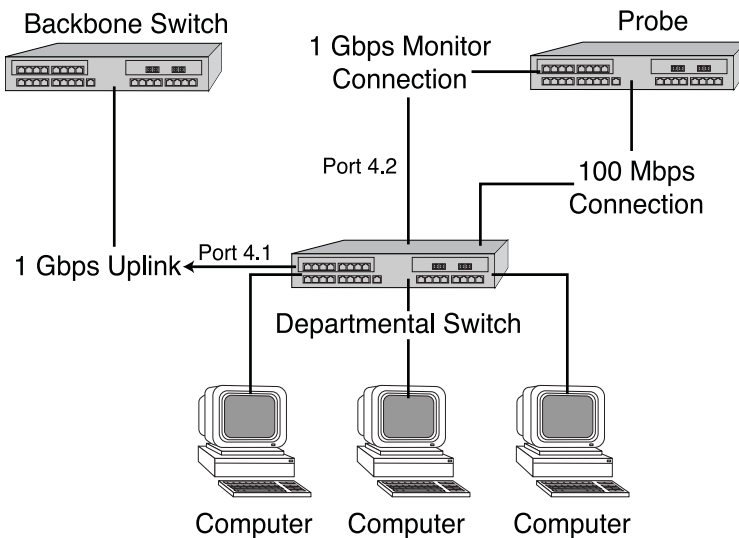 Backbone Switch
1 Gbps Monitor
Connection
Probe
Port 4.2
100 Mbps
Connection
Port 4.1
1 Gbps Uplink
Departmental Switch
Computer
Computer
Computer